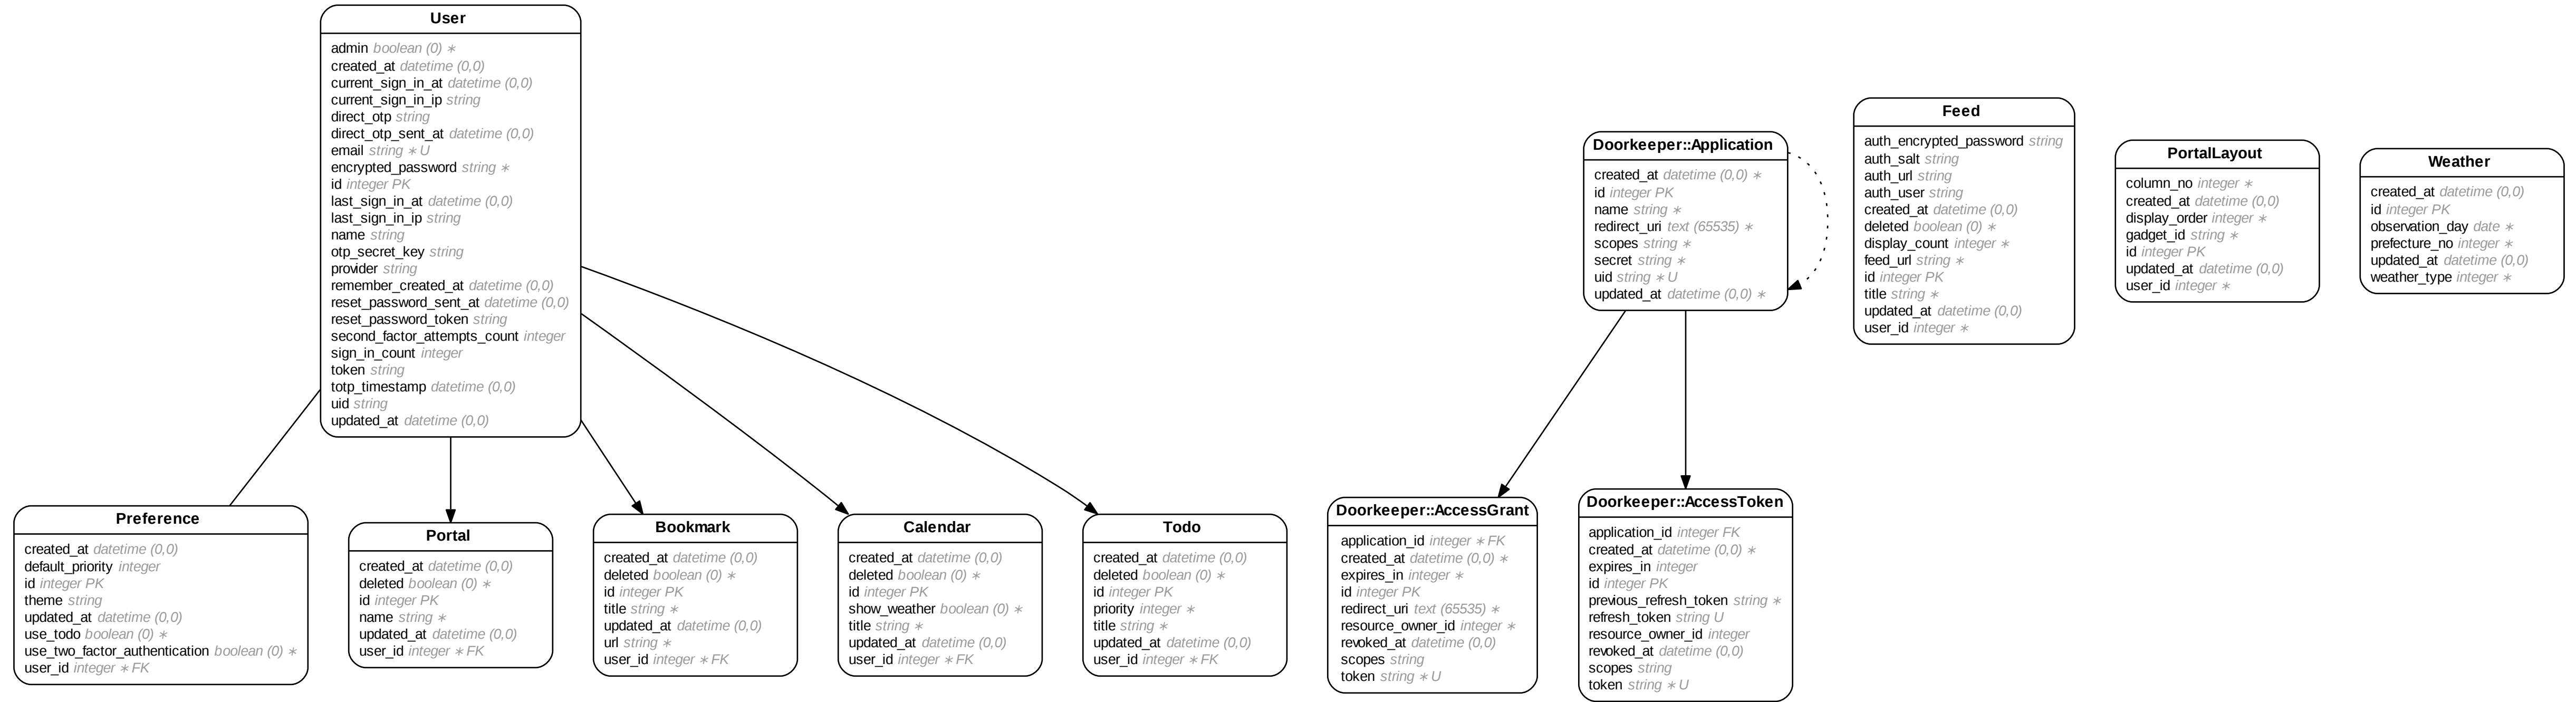 User
admin boolean (0) ∗
created_at datetime (0,0)
current_sign_in_at datetime (0,0)
current_sign_in_ip string
direct_otp string
direct_otp_sent_at datetime (0,0)
email string ∗ U
encrypted_password string ∗
id integer PK
last_sign_in_at datetime (0,0)
last_sign_in_ip string
name string
otp_secret_key string
provider string
remember_created_at datetime (0,0)
reset_password_sent_at datetime (0,0)
reset_password_token string
second_factor_attempts_count integer
sign_in_count integer
token string
totp_timestamp datetime (0,0)
uid string
updated_at datetime (0,0)
Preference
created_at datetime (0,0)
default_priority integer
id integer PK
theme string
updated_at datetime (0,0)
use_todo boolean (0) ∗
use_two_factor_authentication boolean (0) ∗
user_id integer ∗ FK
Portal
created_at datetime (0,0)
deleted boolean (0) ∗
id integer PK
name string ∗
updated_at datetime (0,0)
user_id integer ∗ FK
Bookmark
created_at datetime (0,0)
deleted boolean (0) ∗
id integer PK
title string ∗
updated_at datetime (0,0)
url string ∗
user_id integer ∗ FK
Calendar
created_at datetime (0,0)
deleted boolean (0) ∗
id integer PK
show_weather boolean (0) ∗
title string ∗
updated_at datetime (0,0)
user_id integer ∗ FK
Todo
created_at datetime (0,0)
deleted boolean (0) ∗
id integer PK
priority integer ∗
title string ∗
updated_at datetime (0,0)
user_id integer ∗ FK
Doorkeeper::Application
created_at datetime (0,0) ∗
id integer PK
name string ∗
redirect_uri text (65535) ∗
scopes string ∗
secret string ∗
uid string ∗ U
updated_at datetime (0,0) ∗
Doorkeeper::AccessGrant
application_id integer ∗ FK
created_at datetime (0,0) ∗
expires_in integer ∗
id integer PK
redirect_uri text (65535) ∗
resource_owner_id integer ∗
revoked_at datetime (0,0)
scopes string
token string ∗ U
Doorkeeper::AccessToken
application_id integer FK
created_at datetime (0,0) ∗
expires_in integer
id integer PK
previous_refresh_token string ∗
refresh_token string U
resource_owner_id integer
revoked_at datetime (0,0)
scopes string
token string ∗ U
Feed
auth_encrypted_password string
auth_salt string
auth_url string
auth_user string
created_at datetime (0,0)
deleted boolean (0) ∗
display_count integer ∗
feed_url string ∗
id integer PK
title string ∗
updated_at datetime (0,0)
user_id integer ∗
PortalLayout
column_no integer ∗
created_at datetime (0,0)
display_order integer ∗
gadget_id string ∗
id integer PK
updated_at datetime (0,0)
user_id integer ∗
Weather
created_at datetime (0,0)
id integer PK
observation_day date ∗
prefecture_no integer ∗
updated_at datetime (0,0)
weather_type integer ∗